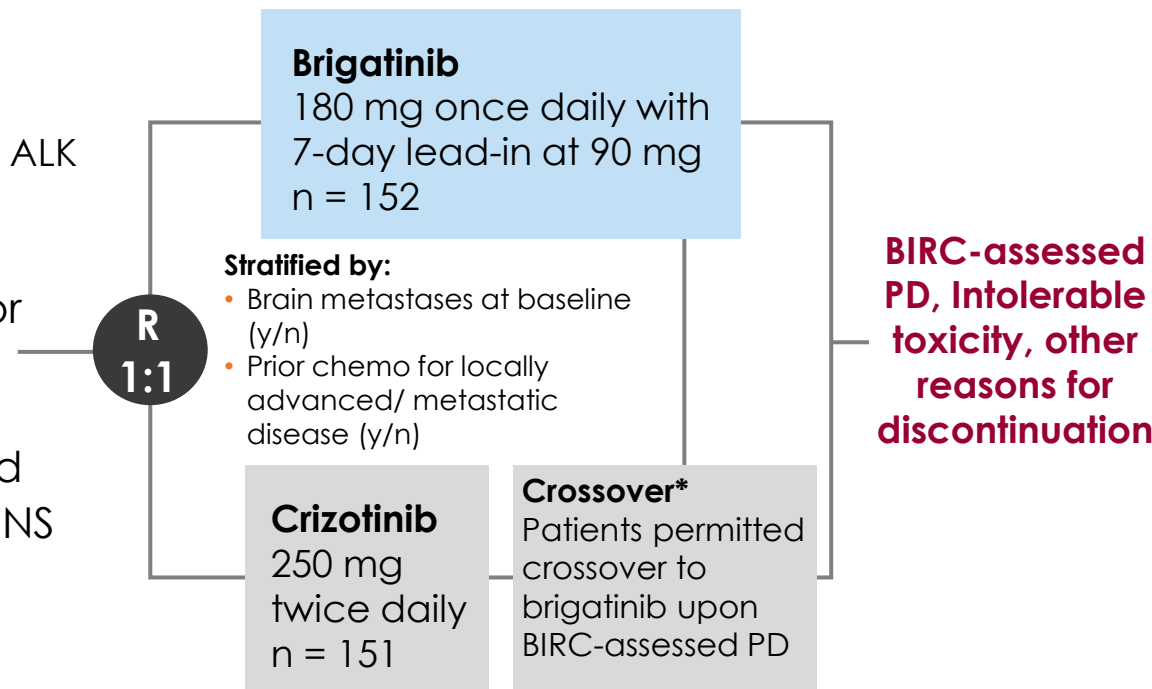 ALK
or
d
NS
R
1:1
Brigatinib
180 mg once daily with
7-day lead-in at 90 mg
n = 152
Stratified by:
• Brain metastases at baseline
(y/n)
• Prior chemo for locally
advanced/ metastatic
disease (y/n)
Crizotinib
250 mg
twice daily
n = 151
Crossover*
Patients permitted
crossover to
brigatinib upon
BIRC-assessed PD
BIRC-assessed
PD, Intolerable
toxicity, other
reasons for
discontinuation